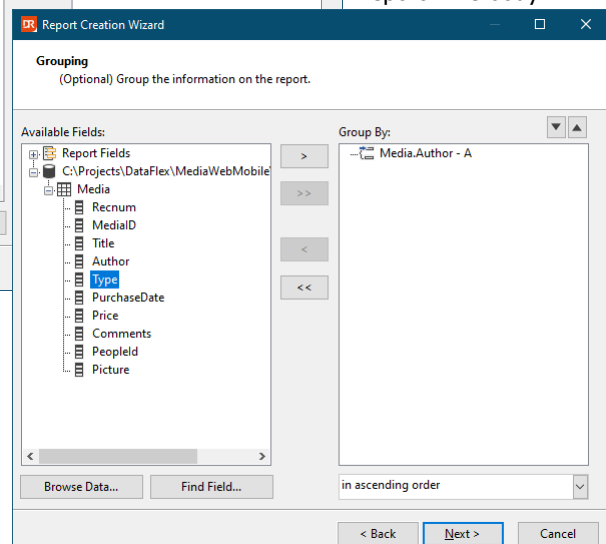 Report Creation Wizard
Grouping
(Optional) Group the information on the report.
Available Fields:
Group By:
Report Fields
C:\Projects\DataFlex\MediaWebMobile
Media
Recnum
MediaID
Title
Author
Type
PurchaseDate
Price
Comments
PeopleId
Picture
>
>>
<
<<
Media.Author - A
Browse Data...
Find Field...
in ascending order
< Back
Next >
Cancel